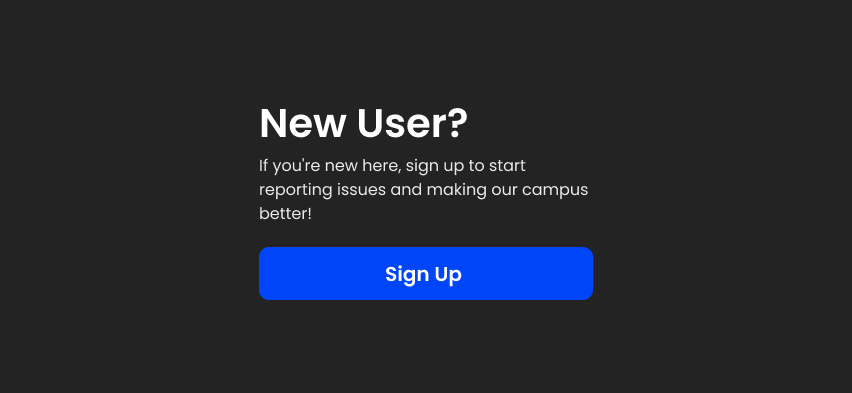 New User?
If you're new here, sign up to start
reporting issues and making our campus
better!
Sign Up